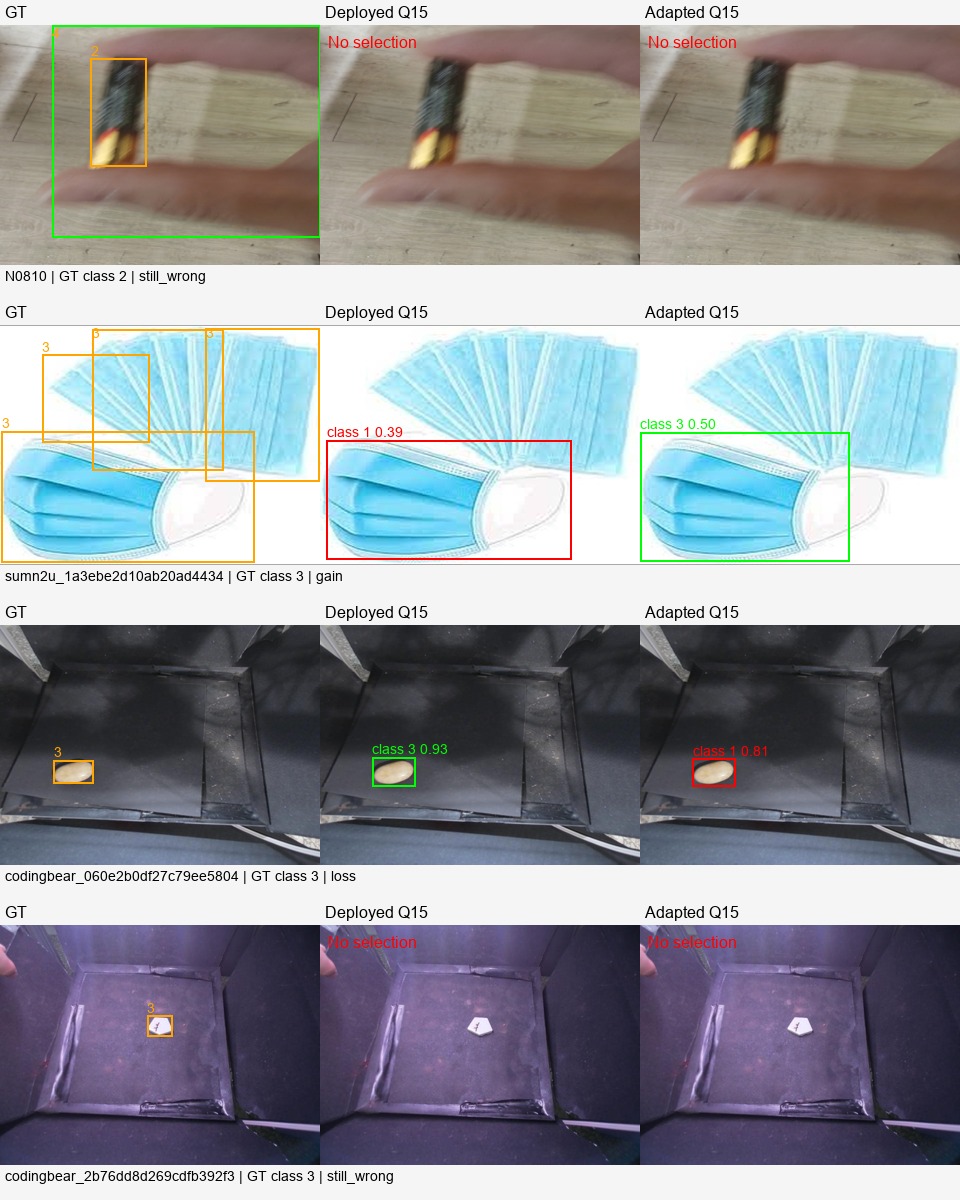 GT Deployed Q15 Adapted Q15
2
No selection No selection
N0810 | GT class 2 | still_wrong
GT Deployed Q15 Adapted Q15
3 3
3
3 class 1 0.39 class 3 0.50
sumn2u_1a3ebe2d10ab20ad4434 | GT class 3 | gain
GT Deployed Q15 Adapted Q15
3 class 3 0.93 class 1 0.81
codingbear_060e2b0df27c79ee5804 | GT class 3 | loss
GT Deployed Q15 Adapted Q15
No selection No selection
3
codingbear_2b76dd8d269cdfb392f3 | GT class 3 | still_wrong